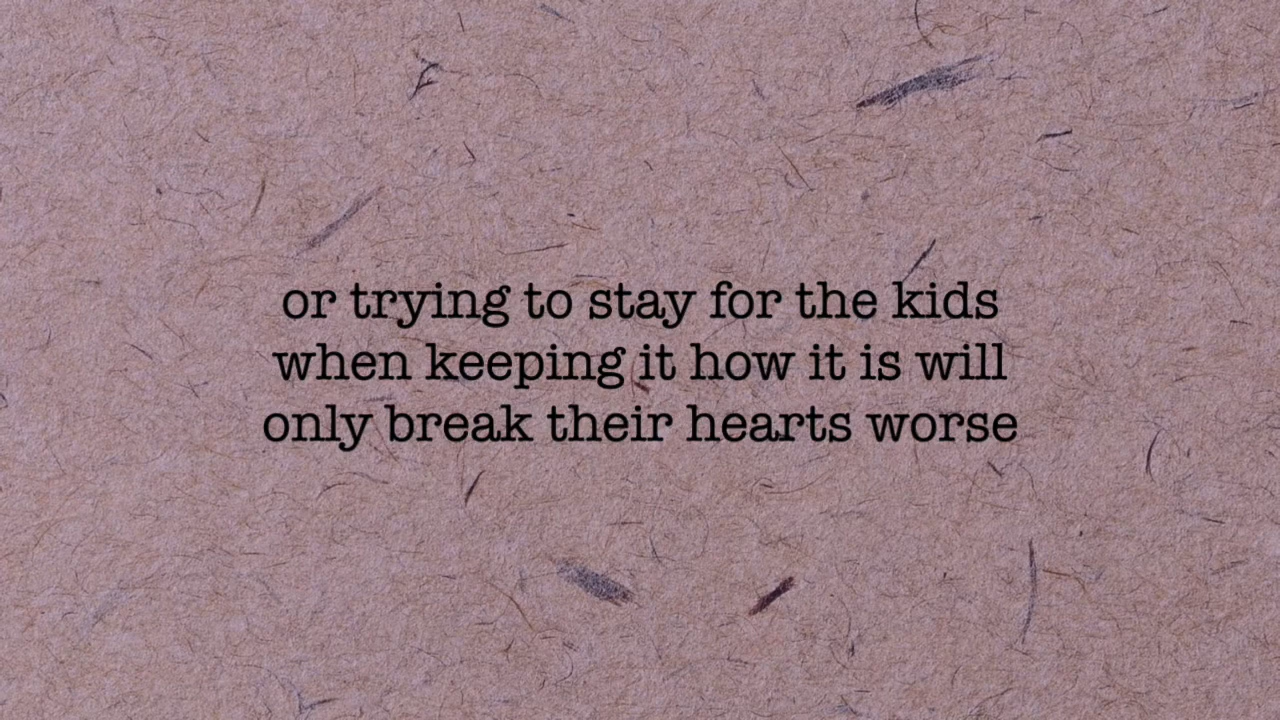 or trying to stay for the kids
when keeping it how it is will
only break their hearts worse